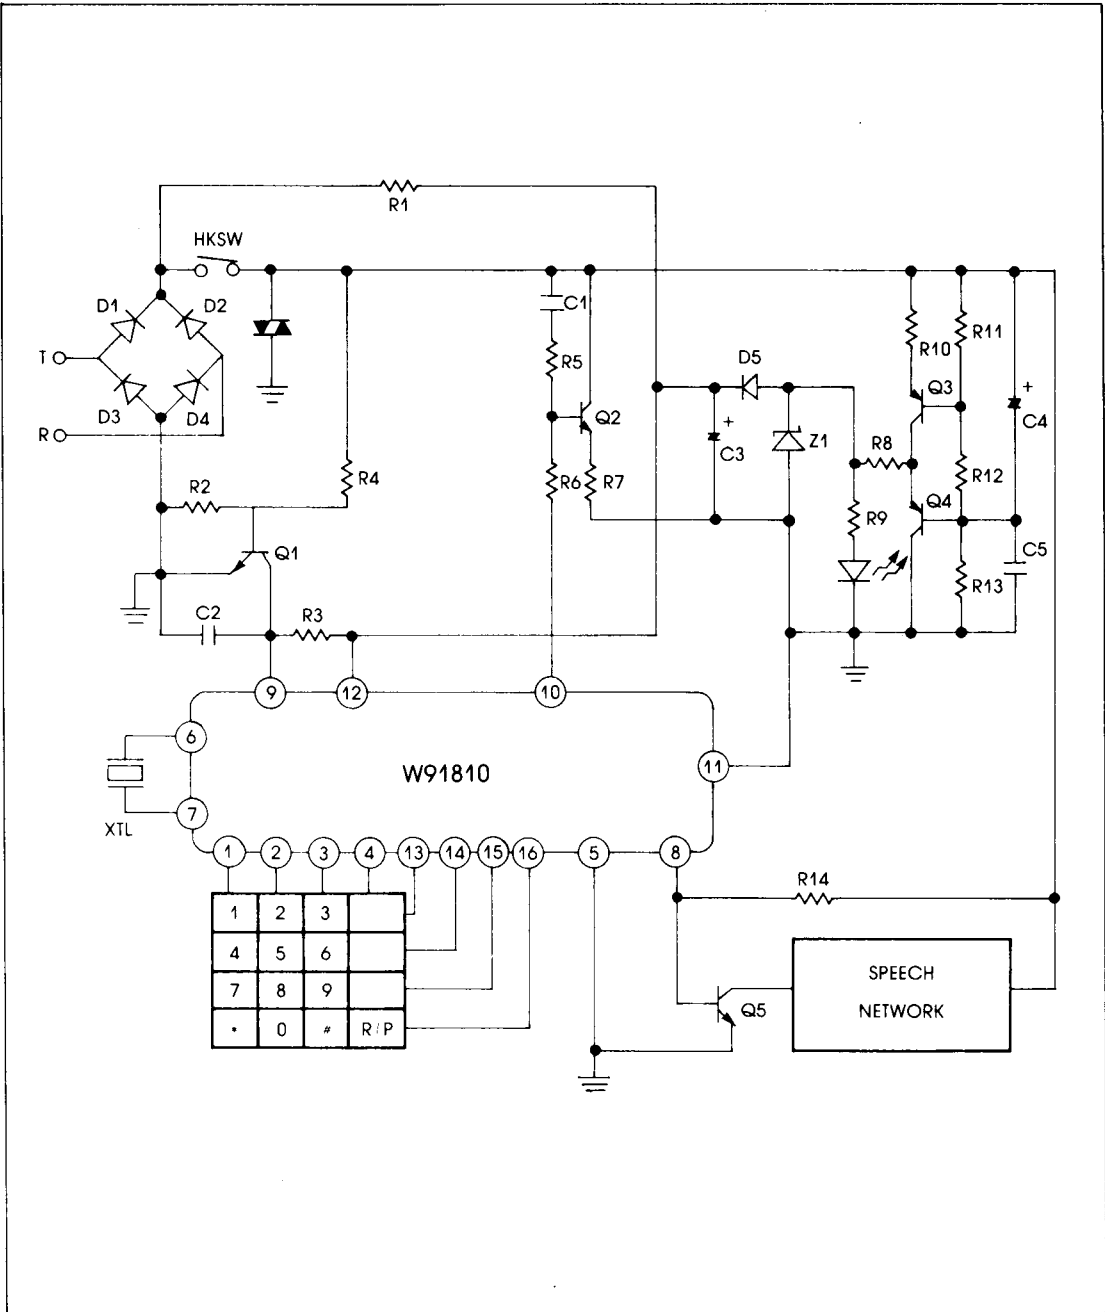 R1
HKSW
D1 D2
C1
R10 R11
T
R5
D5
Q3
D3 D4
R
Q2
C3
Z1
+
+
C4
R8
R12
R2
R4
R6 R7
Q4
R9
Q1
C5
R13
C2
R3
9 12 10
6
W91810
11
7
XTL
1 2 3 4 13 14 15 16 5 8
R14
1 2 3
4 5 6
7 8 9
* 0 # R/P
SPEECH
NETWORK
Q5